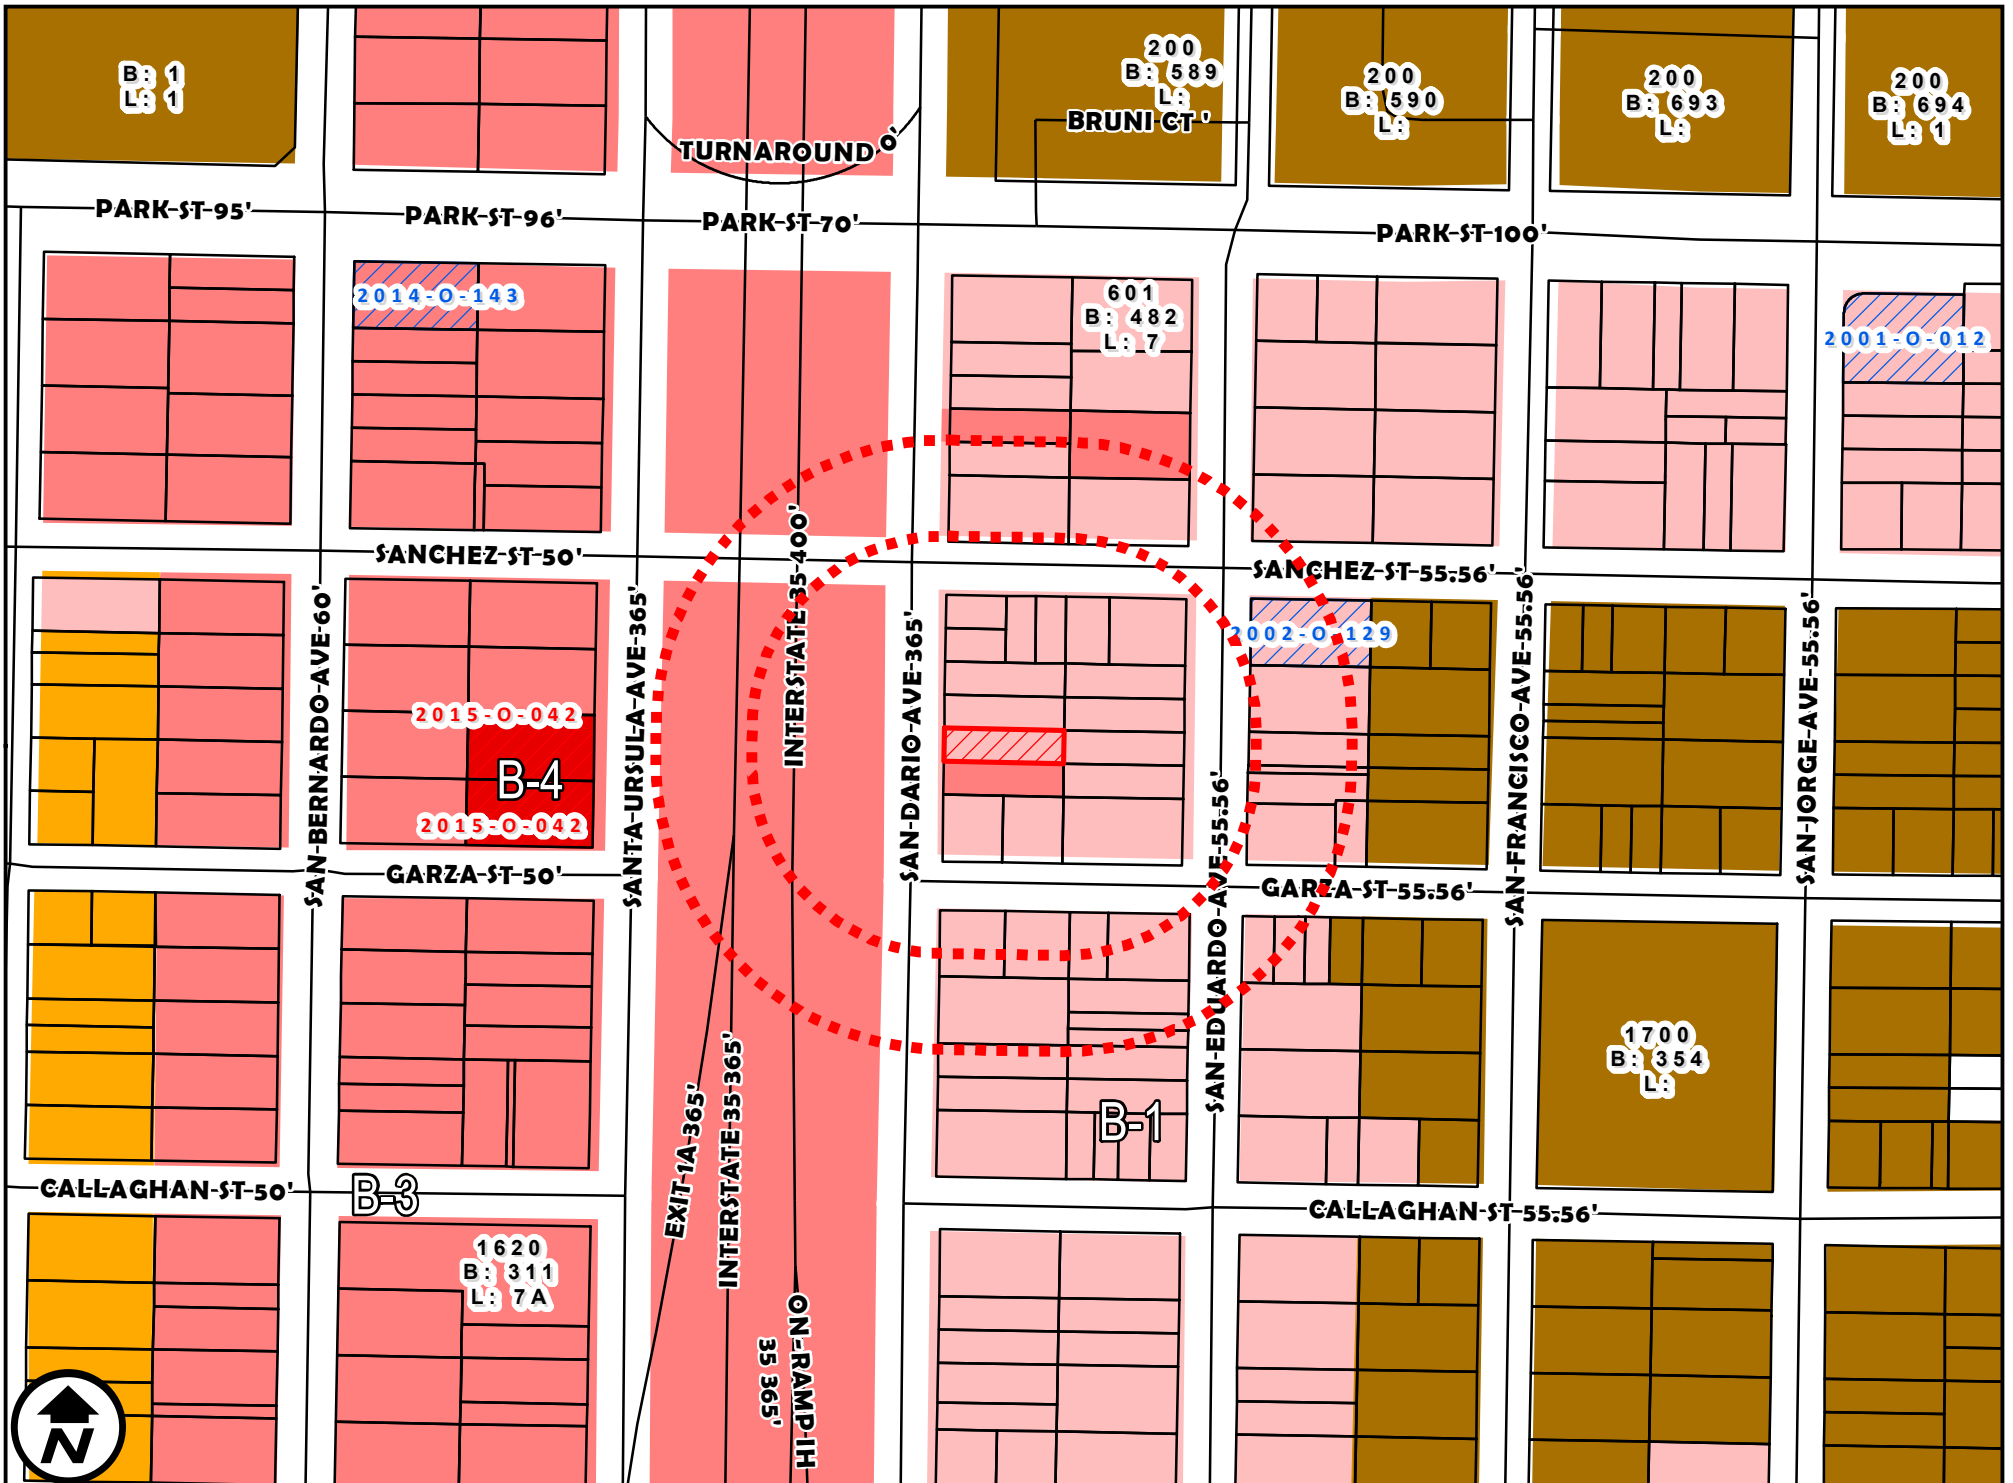 B: 1
L: 1
200
B: 589
L:
200
B: 590
L:
200
B: 693
L:
200
B: 694
L: 1
BRUNI CT '
TURNAROUND 0'
PARK ST 95'
PARK ST 96'
PARK ST 70'
PARK ST 100'
2014-O-143
601
B: 482
L: 7
2001-O-012
SANCHEZ ST 50'
SANCHEZ ST 55.56'
INTERSTATE 35 400'
SAN BERNARDO AVE 60'
SANTA URSULA AVE 365'
SAN DARIO AVE 365'
SAN EDUARDO AVE 55.56'
SAN FRANCISCO AVE 55.56'
SAN JORGE AVE 55.56'
2002-O-129
2015-O-042
B-4
2015-O-042
GARZA ST 50'
GARZA ST 55.56'
1700
B: 354
L:
EXIT 1A 365'
INTERSTATE 35 365'
B-1
CALLAGHAN ST 50'
B-3
CALLAGHAN ST 55.56'
1620
B: 311
L: 7A
ON-RAMP IH
35 365'
N